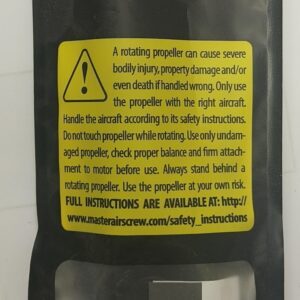 A rotating propeller can cause severe
bodily injury, property damage and/or
even death if handled wrong. Only use
the propeller with the right aircraft.
Handle the aircraft according to its safety instructions.
Do not touch propeller while rotating. Use only undam-
aged propeller, check proper balance and firm attach-
ment to motor before use. Always stand behind a
rotating propeller. Use the propeller at your own risk.
FULL INSTRUCTIONS ARE AVAILABLE AT: http://
www.masterairscrew.com/safety_instructions